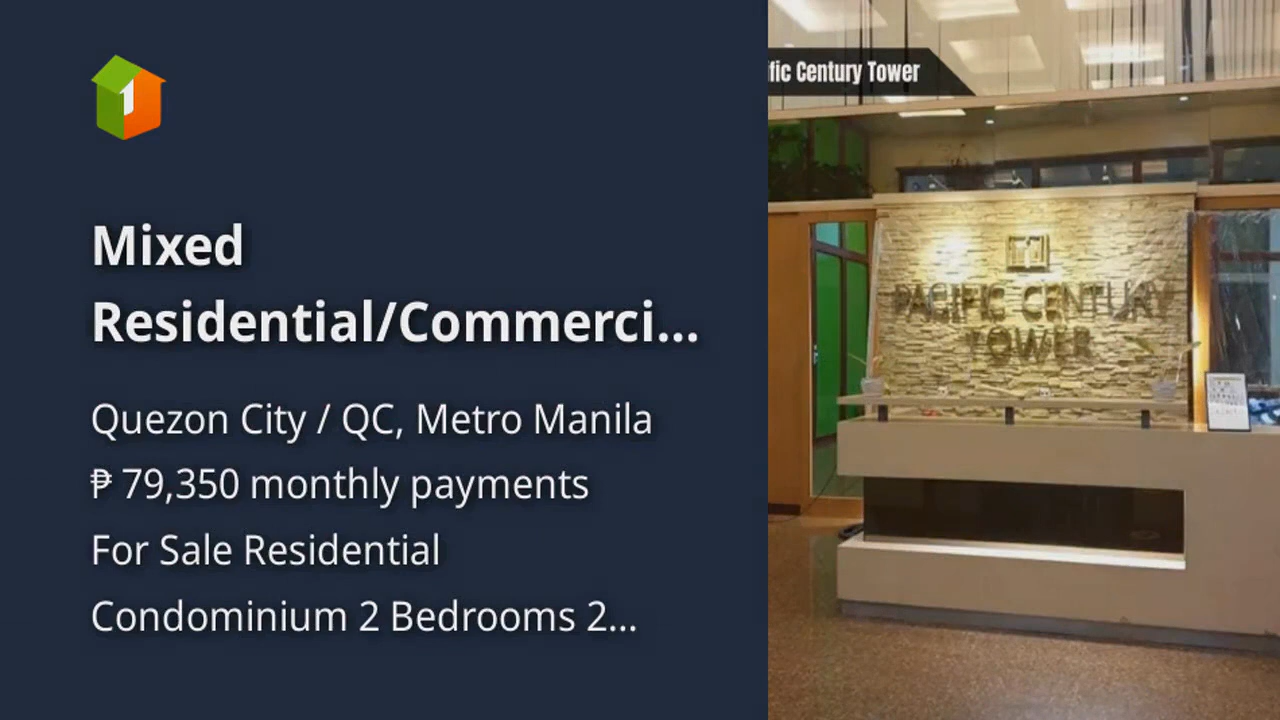 Mixed
Residential/Commerci...
Quezon City / QC, Metro Manila
₱ 79,350 monthly payments
For Sale Residential
Condominium 2 Bedrooms 2...
ific Century Tower
PACIFIC CENTURY
TOWER